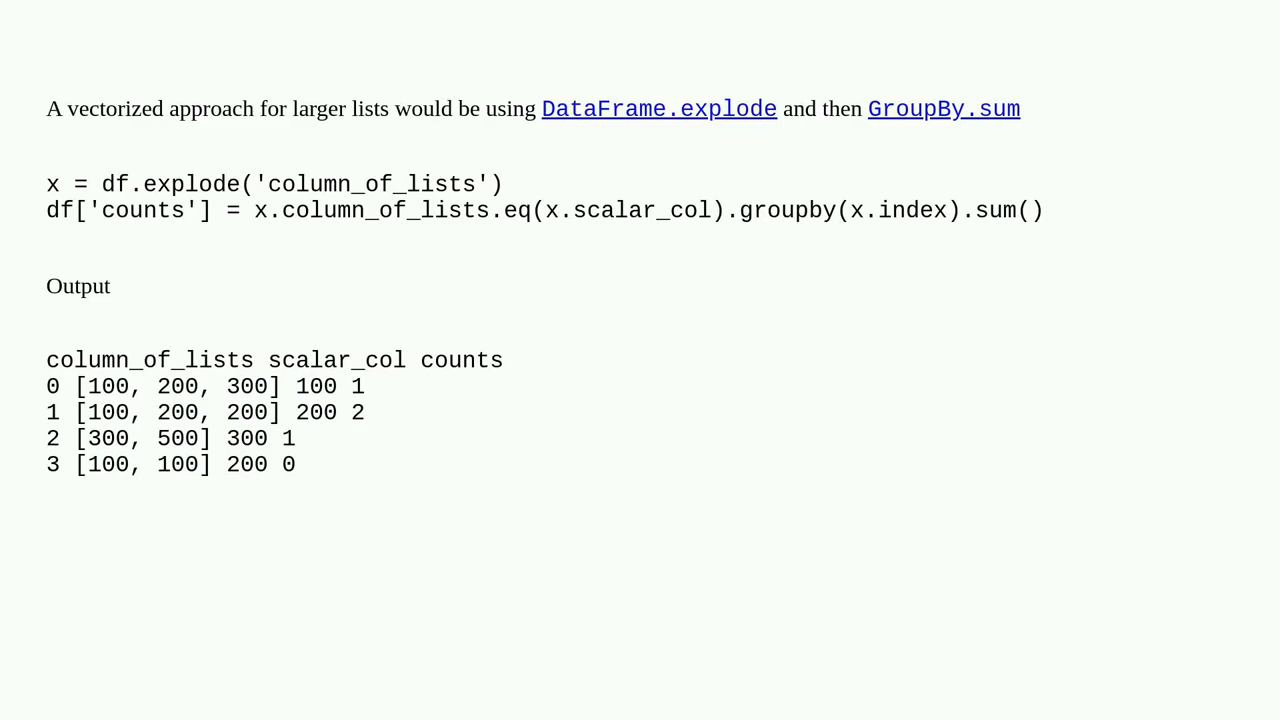 A vectorized approach for larger lists would be using DataFrame.explode and then GroupBy.sum
x = df.explode('column_of_lists')
df['counts'] = x.column_of_lists.eq(x.scalar_col).groupby(x.index).sum()
Output
column_of_lists scalar_col counts
0 [100, 200, 300] 100 1
1 [100, 200, 200] 200 2
2 [300, 500] 300 1
3 [100, 100] 200 0